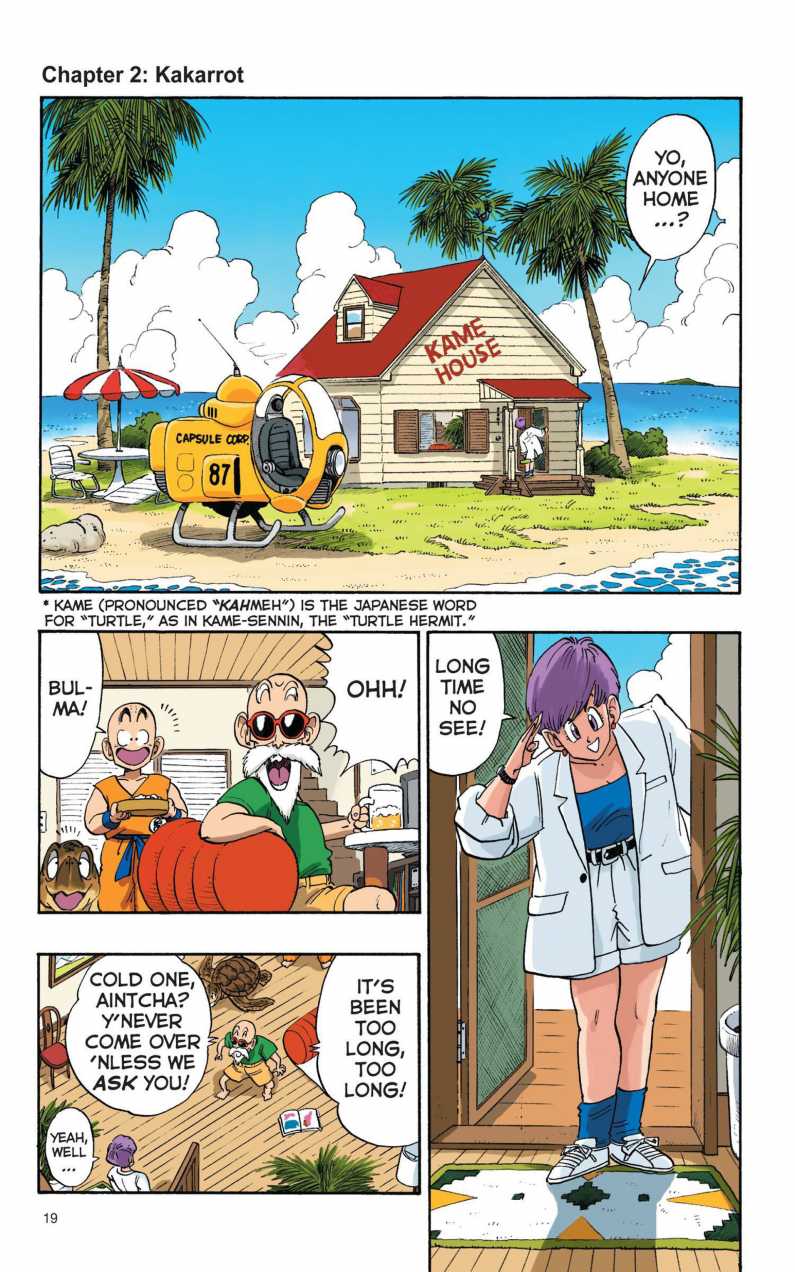 Chapter 2: Kakarrot
YO,
ANYONE
HOME
...?
KAME
HOUSE
CAPSULE CORP.
87
* KAME (PRONOUNCED "KAHMEH") IS THE JAPANESE WORD
FOR "TURTLE," AS IN KAME-SENNIN, THE "TURTLE HERMIT."
BUL-
MA!
OHH!
LONG
TIME
NO
SEE!
COLD ONE,
AINTCHA?
Y'NEVER
COME OVER
'NLESS WE
ASK YOU!
IT'S
BEEN
TOO
LONG,
TOO
LONG!
YEAH,
WELL
...
19